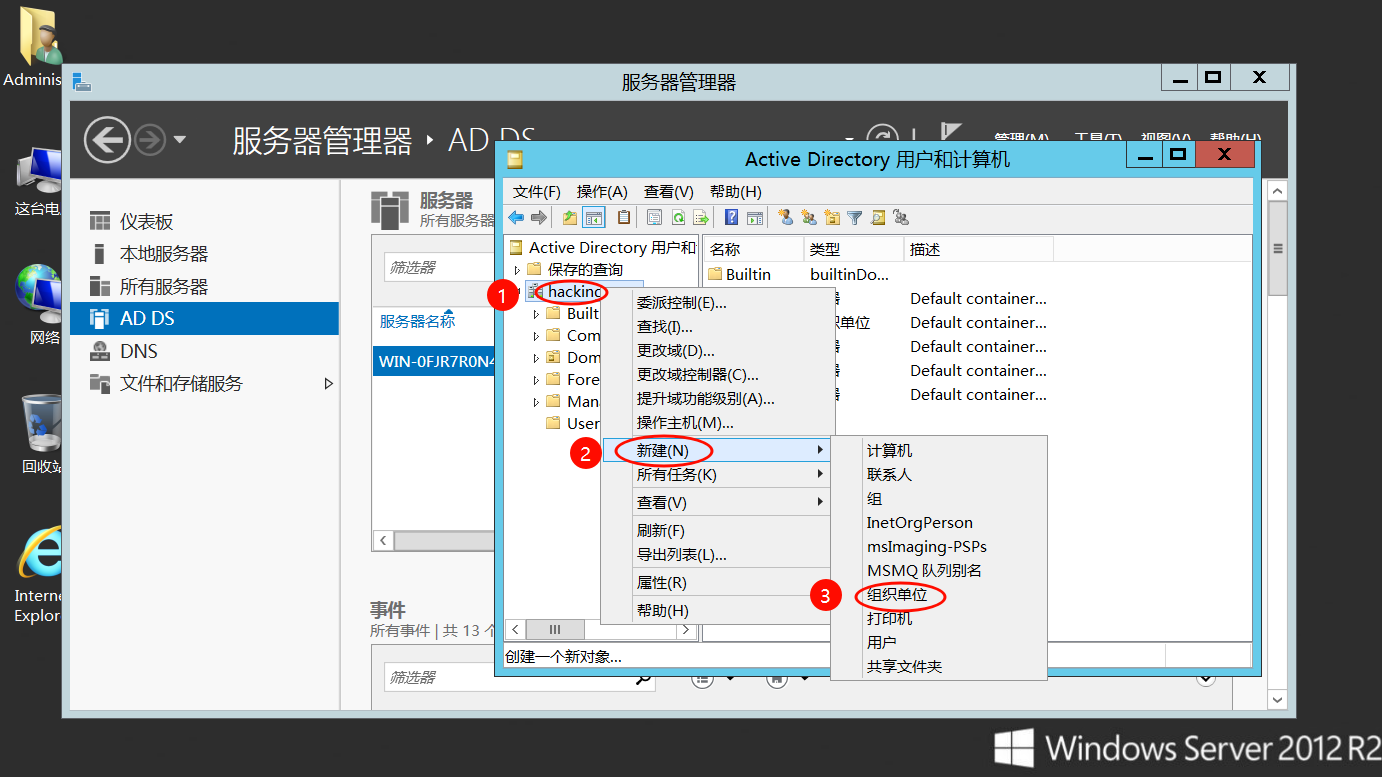 Adminis
这台电
网络
回收站
Interne
Explor
服务器管理器
服务器管理器 AD DS
管理(M) 工具(T) 视图(V) 帮助(H)
仪表板
本地服务器
所有服务器
AD DS
DNS
文件和存储服务
服务器
所有服务器
筛选器
服务器名称
WIN-0FJR7R0N4
事件
所有事件 | 共 13 个
筛选器
Active Directory 用户和计算机
文件(F) 操作(A) 查看(V) 帮助(H)
Active Directory 用户和
保存的查询
1
hacking
Built
Com
Dom
Fore
Mana
User
名称 类型 描述
Builtin builtinDo...
Default container...
织单位 Default container...
Default container...
Default container...
Default container...
委派控制(E)...
查找(I)...
更改域(D)...
更改域控制器(C)...
提升域功能级别(A)...
操作主机(M)...
2
新建(N)
所有任务(K)
查看(V)
刷新(F)
导出列表(L)...
属性(R)
帮助(H)
计算机
联系人
组
InetOrgPerson
msImaging-PSPs
MSMQ 队列别名
3
组织单位
打印机
用户
共享文件夹
创建一个新对象...
Windows Server 2012 R2